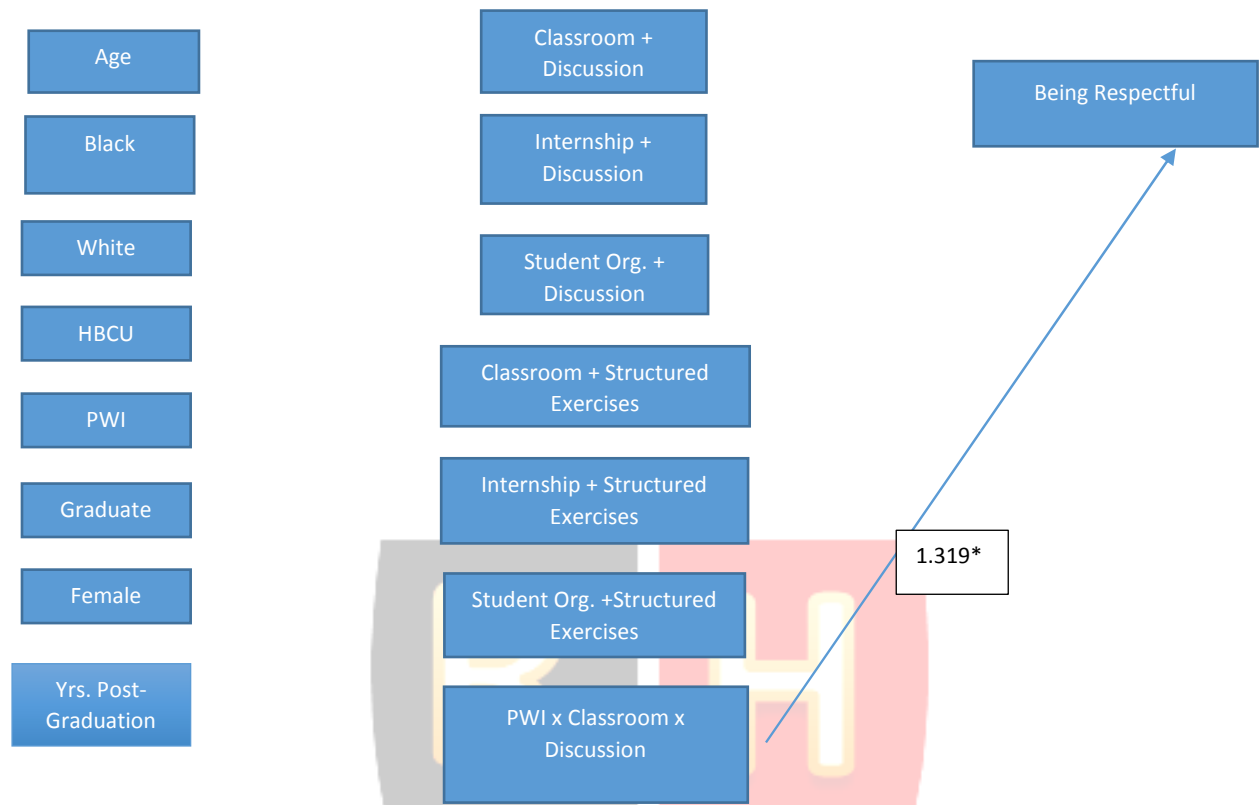 Age
Black
White
HBCU
PWI
Graduate
Female
Yrs. Post-
Graduation
Classroom +
Discussion
Internship +
Discussion
Student Org. +
Discussion
Classroom + Structured
Exercises
Internship + Structured
Exercises
Student Org. +Structured
Exercises
PWI x Classroom x
Discussion
1.319*
Being Respectful